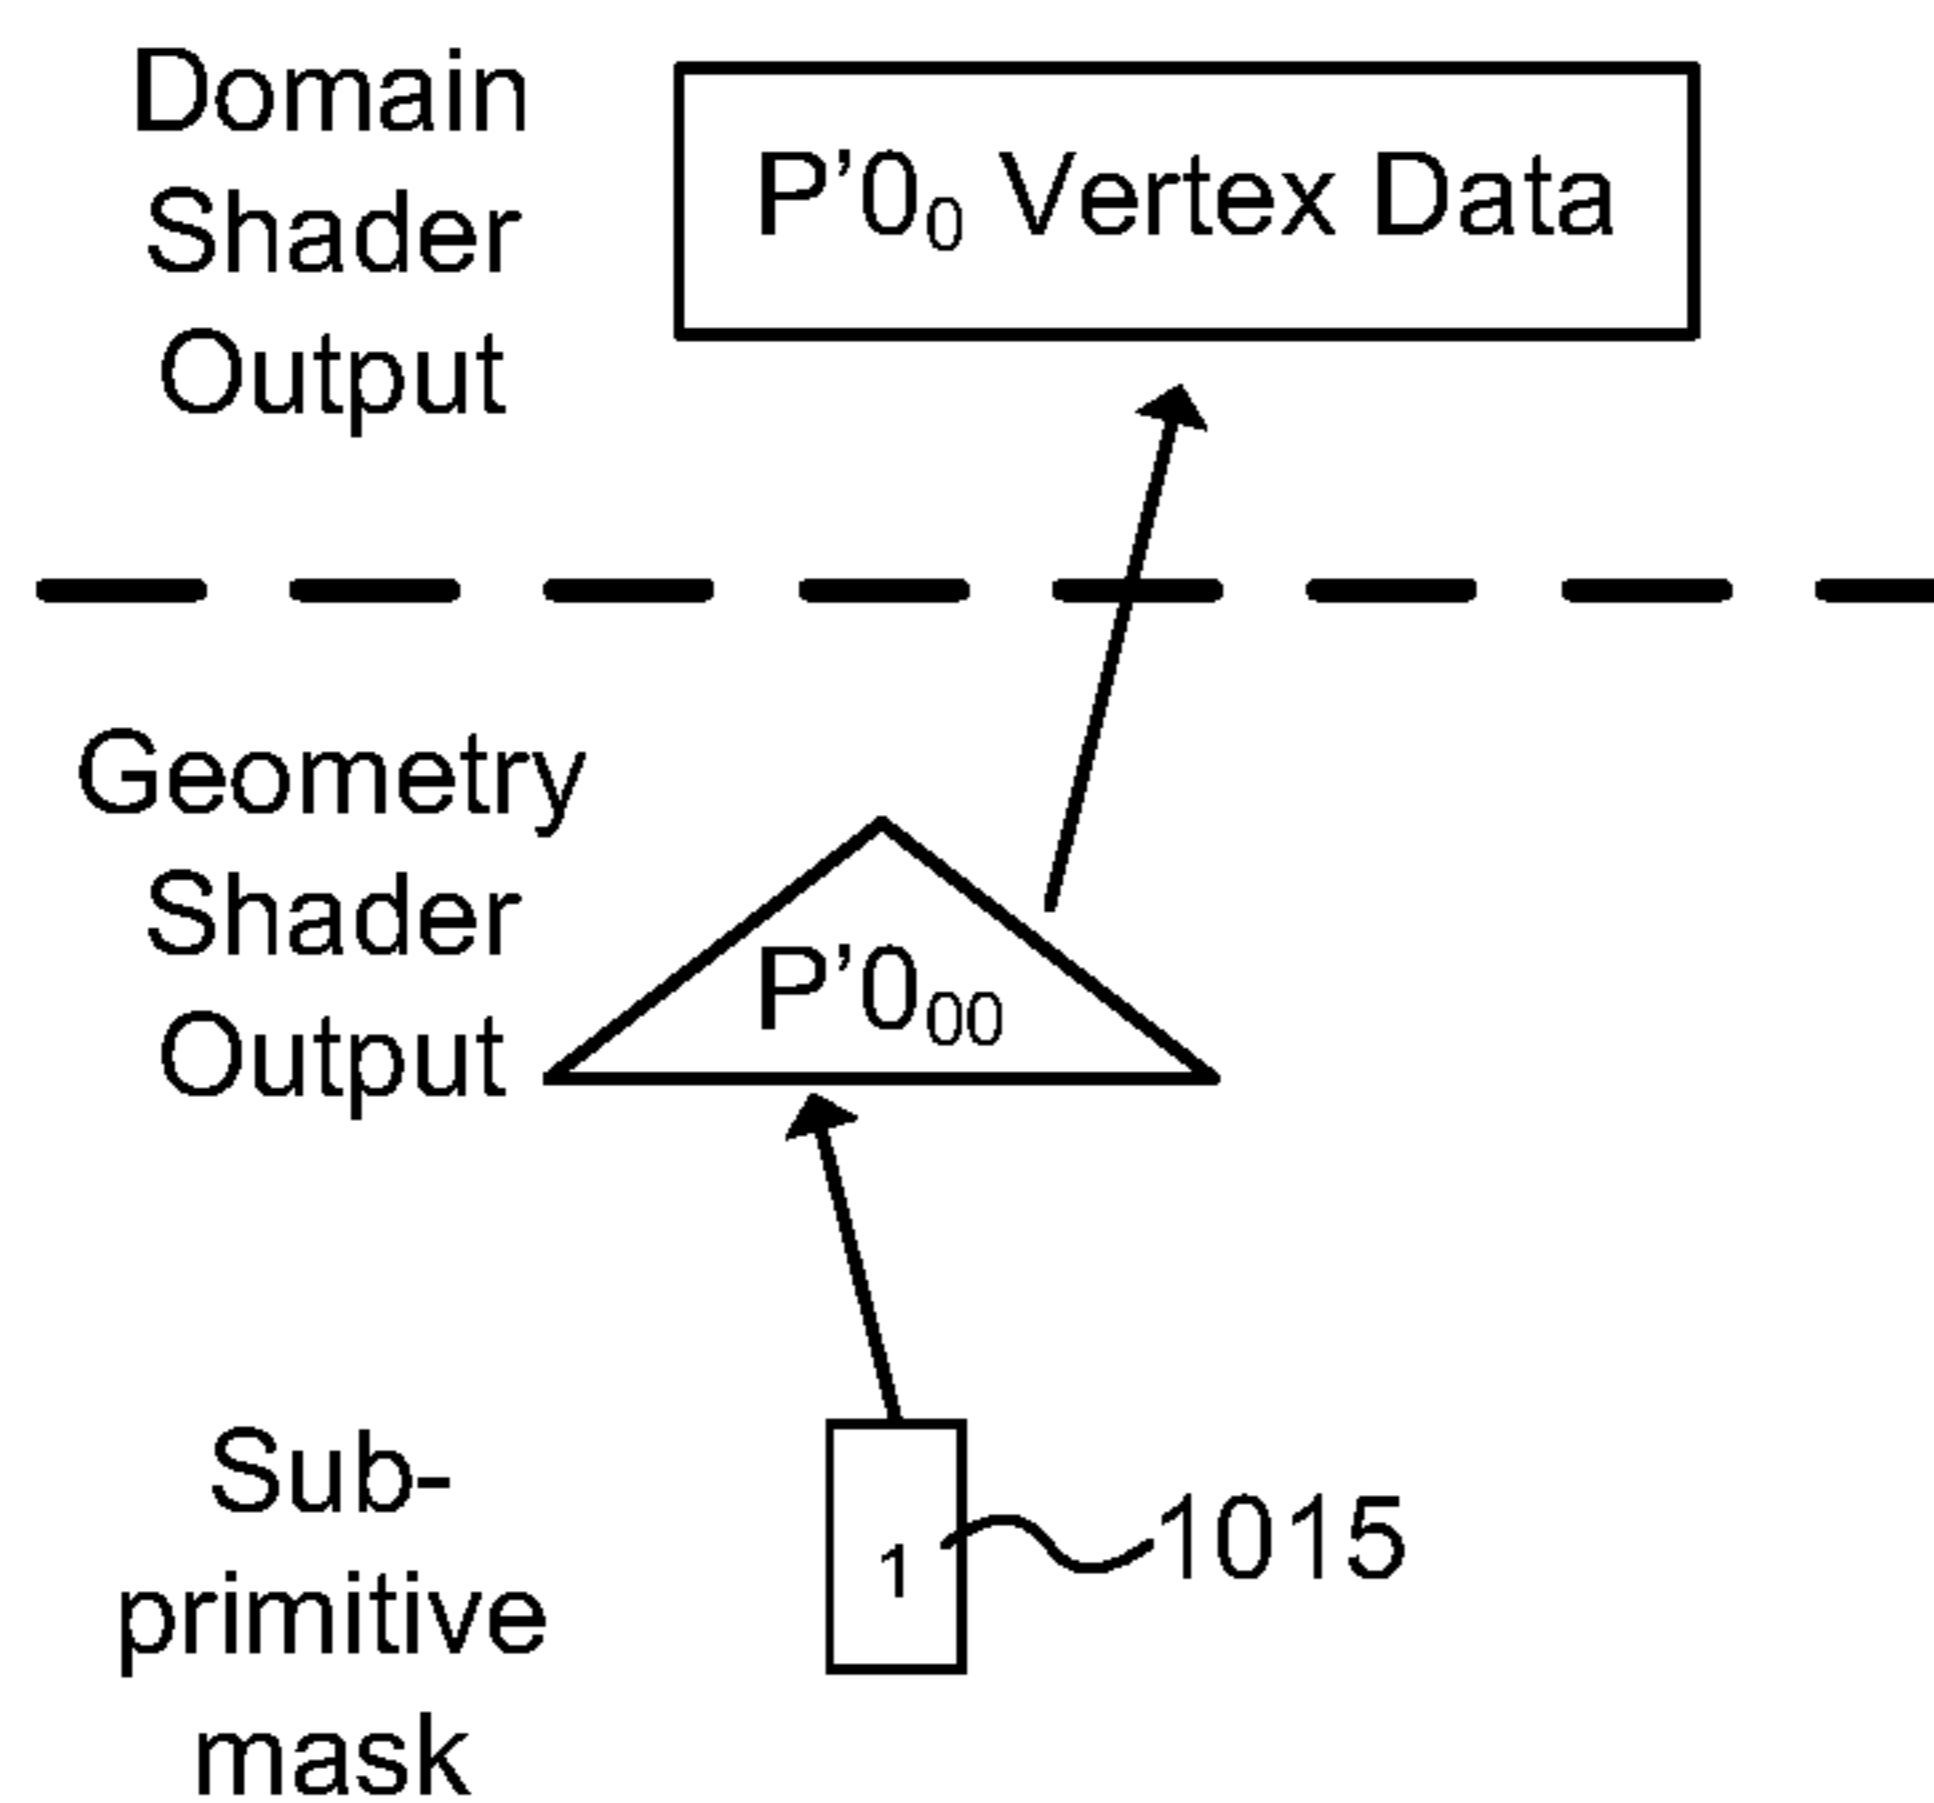 Domain
Shader
Output
P’0₀ Vertex Data
Geometry
Shader
Output
P’0₀₀
Sub-
primitive
mask
1
1015